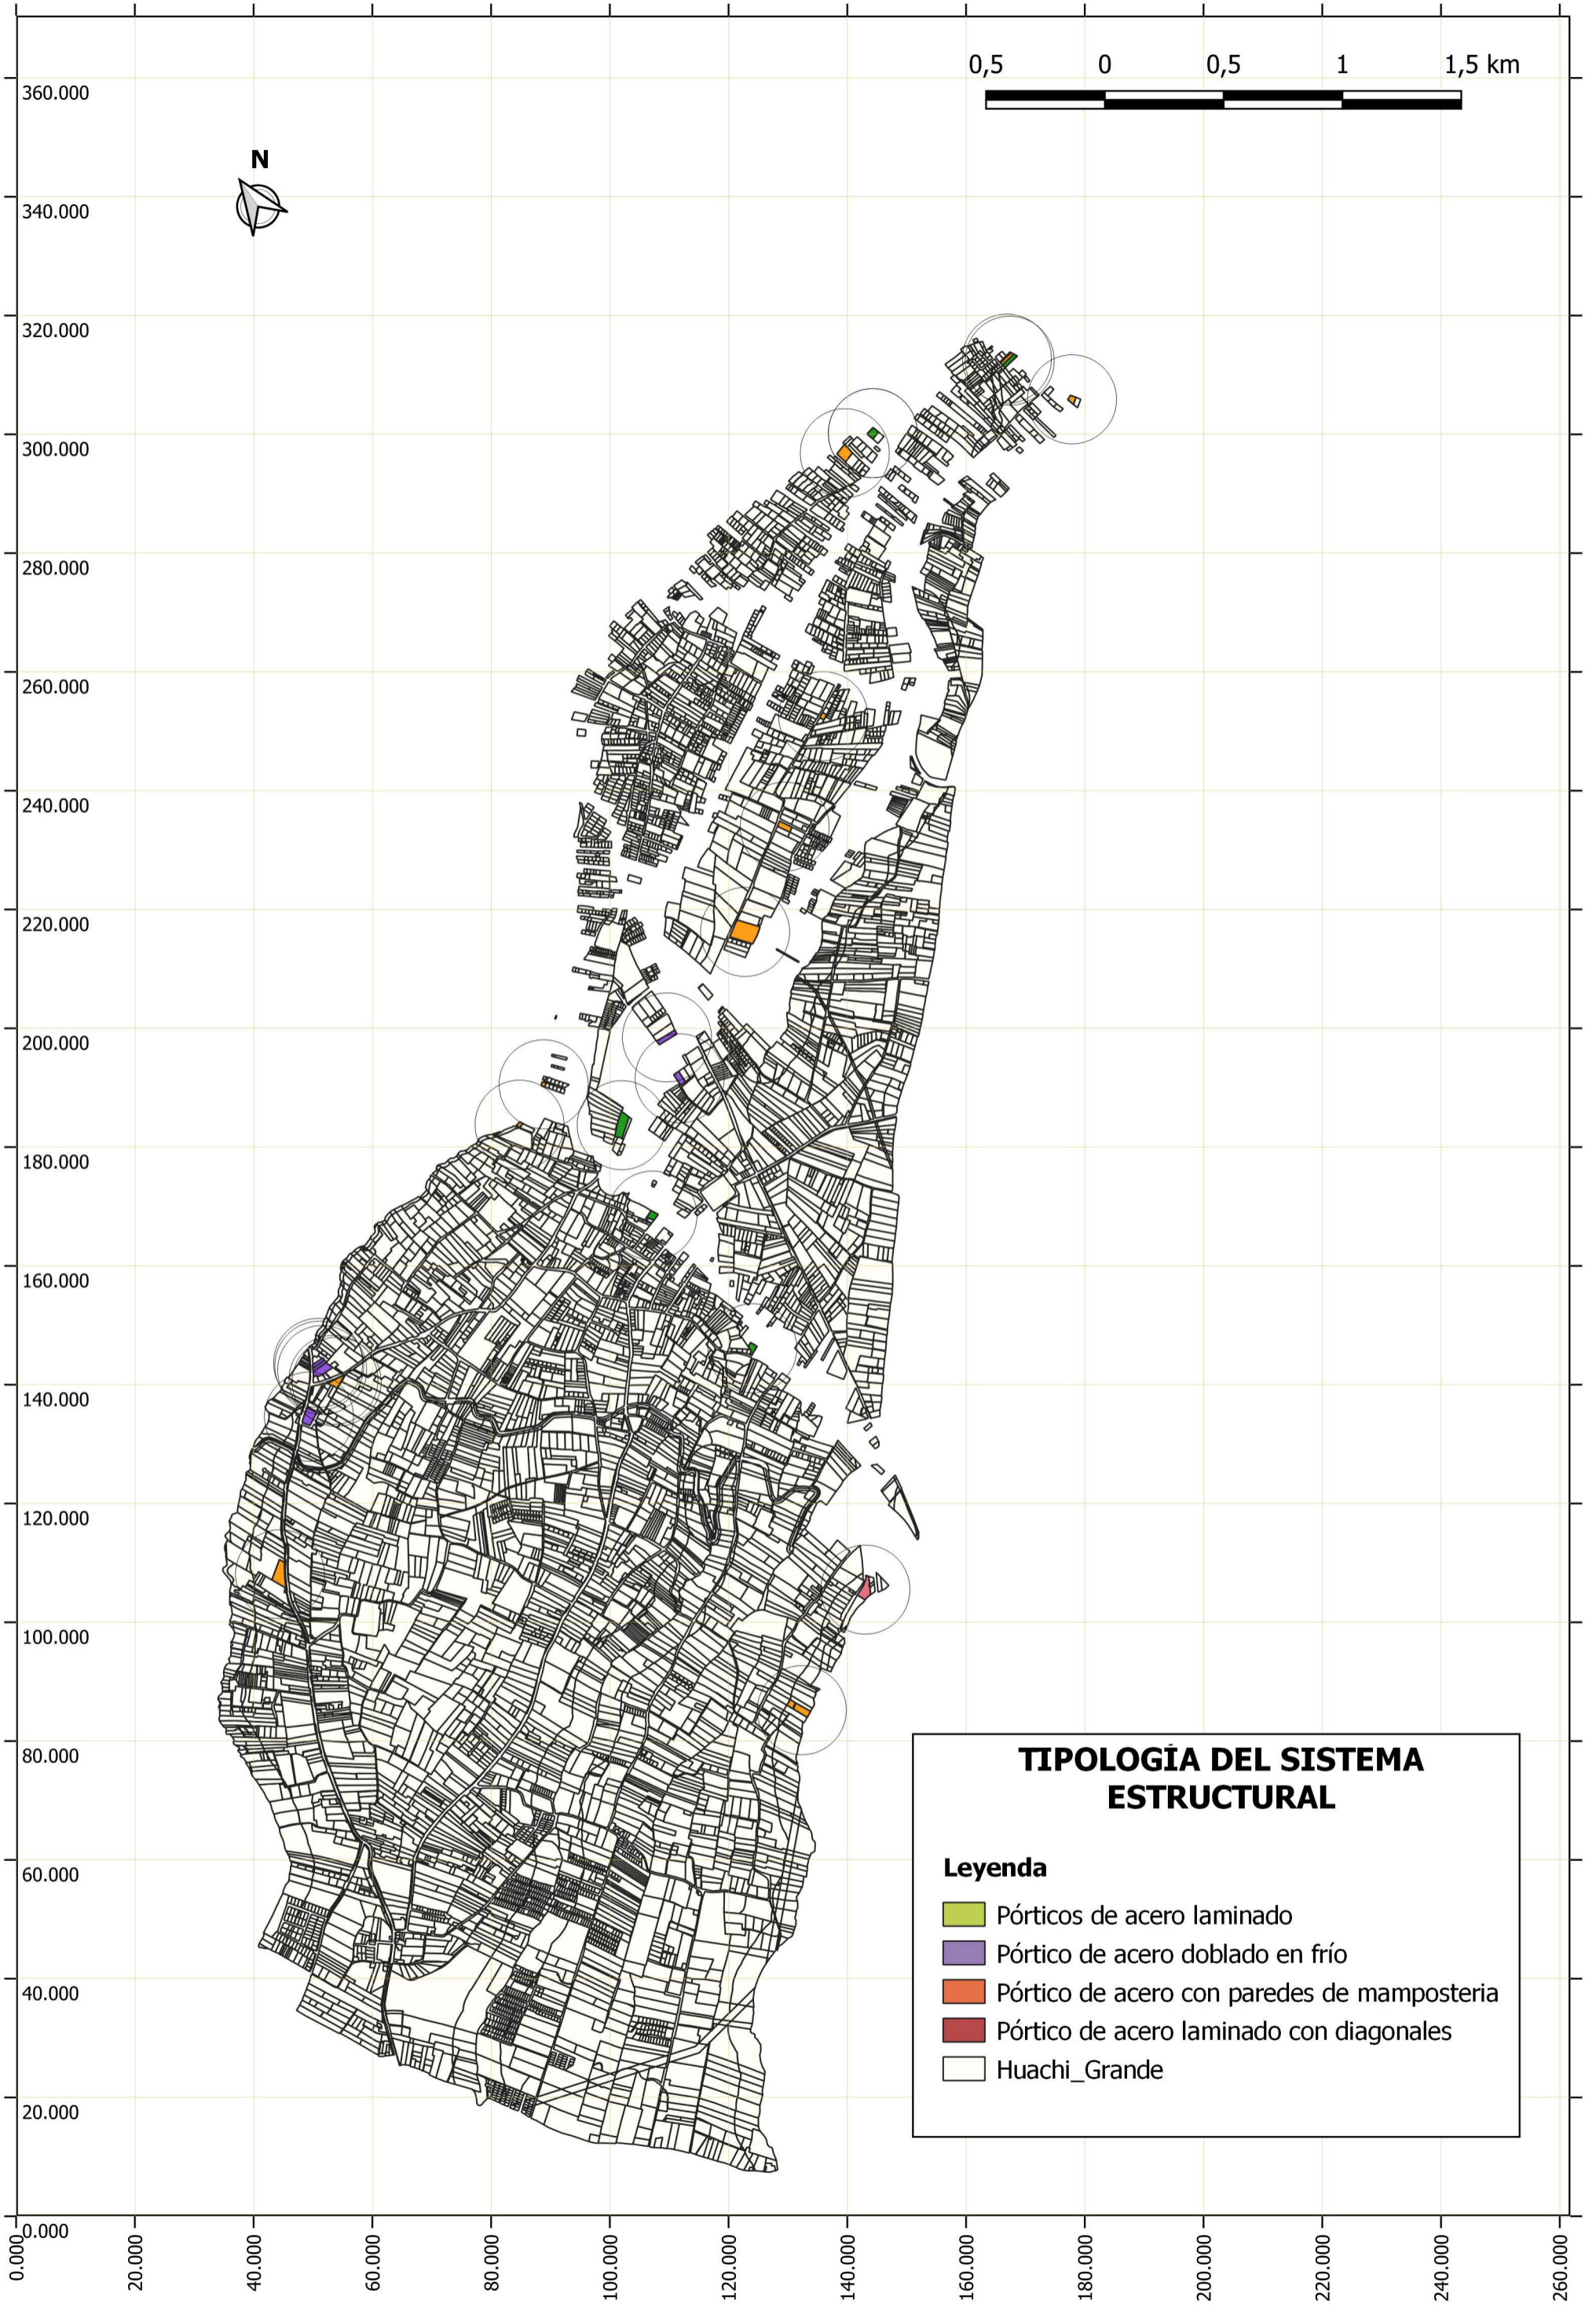 0,5 0 0,5 1 1,5 km
360.000
N
340.000
320.000
300.000
280.000
260.000
240.000
220.000
200.000
180.000
160.000
140.000
120.000
100.000
80.000
60.000
40.000
20.000
0.000
TIPOLOGÍA DEL SISTEMA
ESTRUCTURAL
Leyenda
Pórticos de acero laminado
Pórtico de acero doblado en frío
Pórtico de acero con paredes de mamposteria
Pórtico de acero laminado con diagonales
Huachi_Grande
0.000 20.000 40.000 60.000 80.000 100.000 120.000 140.000 160.000 180.000 200.000 220.000 240.000 260.000